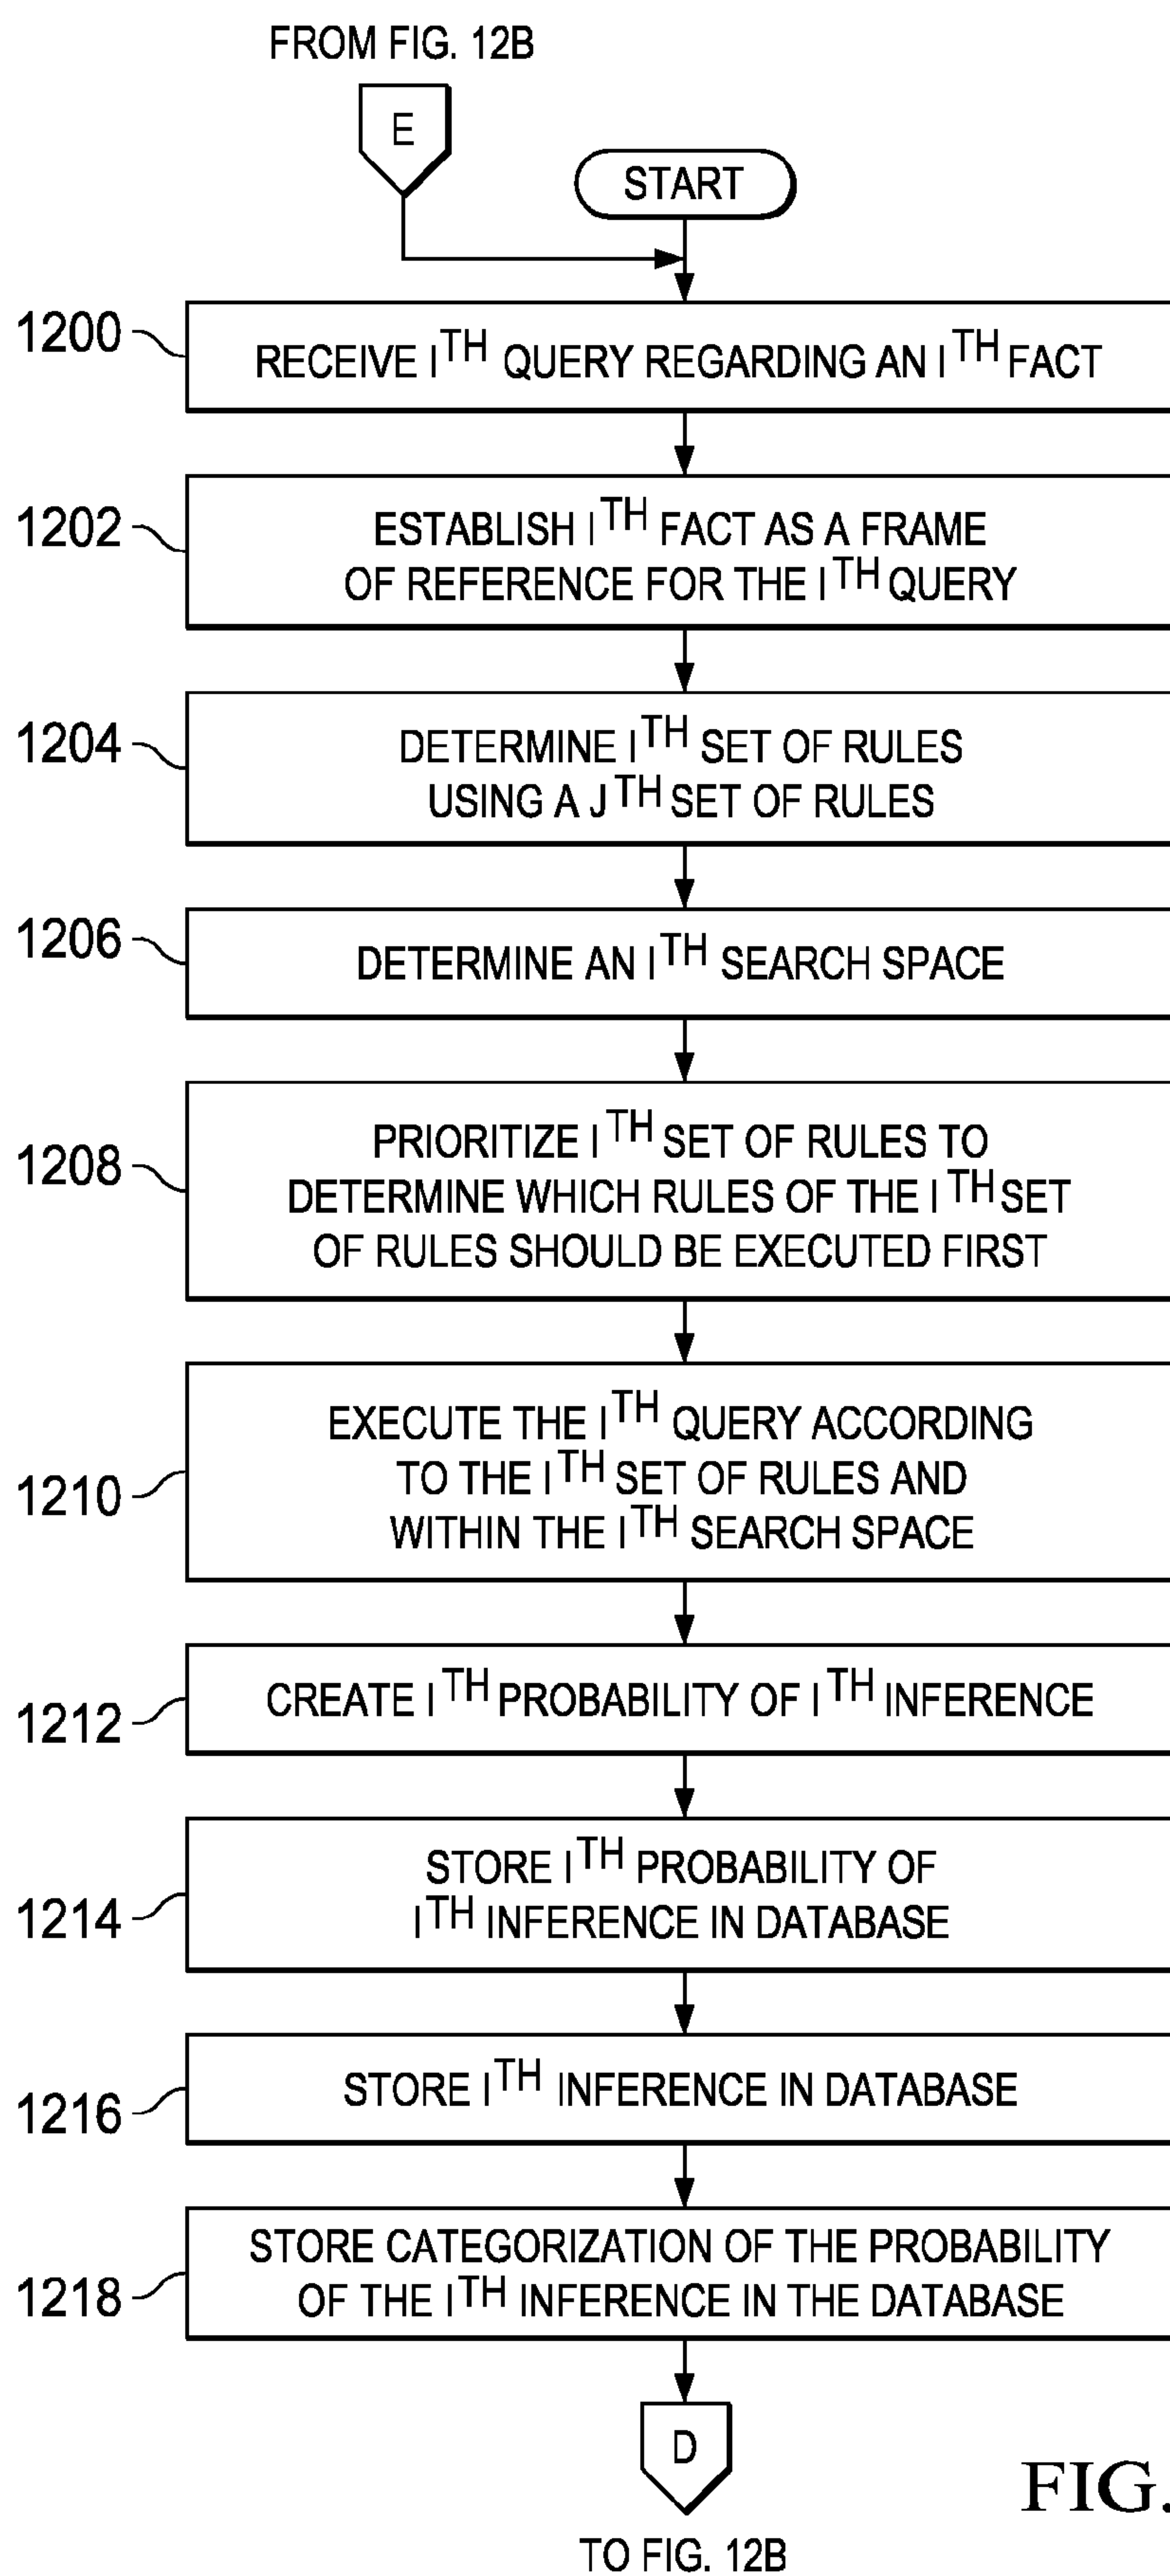 FROM FIG. 12B
E
START
1200
RECEIVE I^TH QUERY REGARDING AN I^TH FACT
1202
ESTABLISH I^TH FACT AS A FRAME
OF REFERENCE FOR THE I^TH QUERY
1204
DETERMINE I^TH SET OF RULES
USING A J^TH SET OF RULES
1206
DETERMINE AN I^TH SEARCH SPACE
1208
PRIORITIZE I^TH SET OF RULES TO
DETERMINE WHICH RULES OF THE I^TH SET
OF RULES SHOULD BE EXECUTED FIRST
1210
EXECUTE THE I^TH QUERY ACCORDING
TO THE I^TH SET OF RULES AND
WITHIN THE I^TH SEARCH SPACE
1212
CREATE I^TH PROBABILITY OF I^TH INFERENCE
1214
STORE I^TH PROBABILITY OF
I^TH INFERENCE IN DATABASE
1216
STORE I^TH INFERENCE IN DATABASE
1218
STORE CATEGORIZATION OF THE PROBABILITY
OF THE I^TH INFERENCE IN THE DATABASE
D
FIG.
TO FIG. 12B